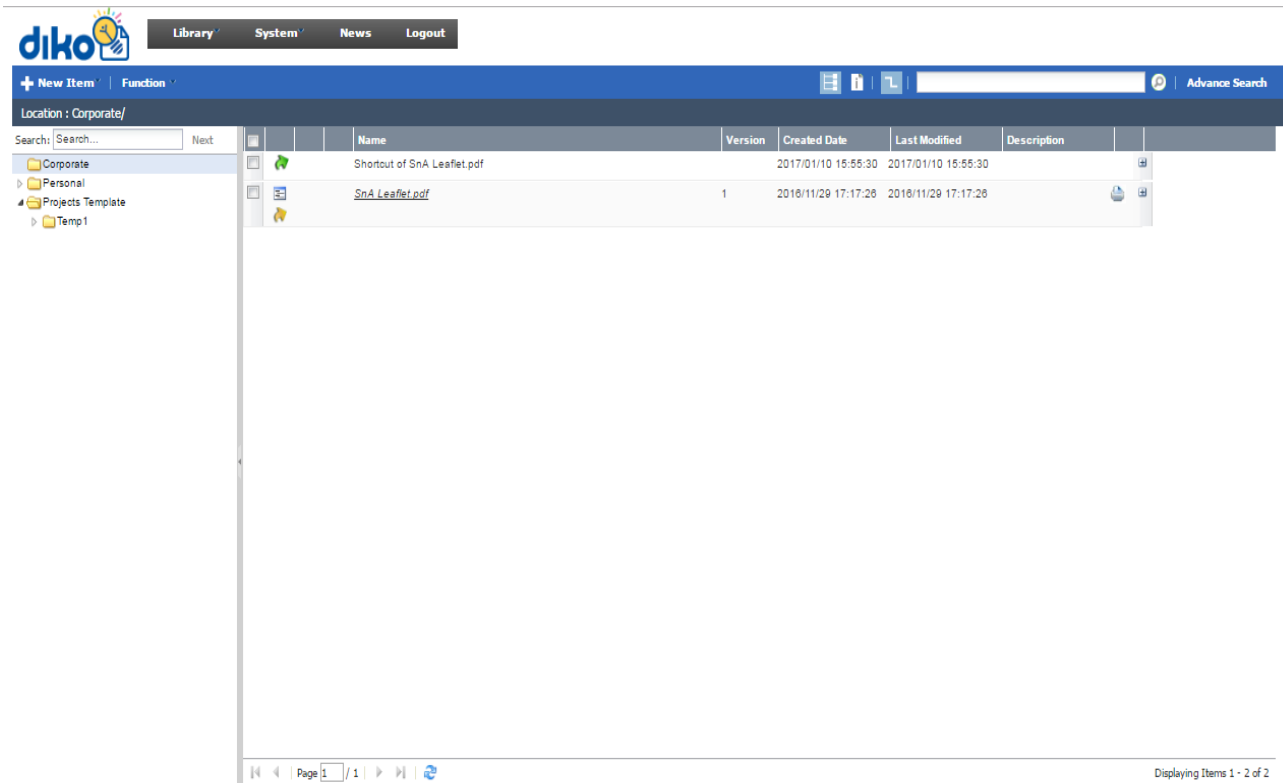 diko
Library System News Logout
New Item | Function
Advance Search
Location : Corporate/
Search: Search... Next
Name Version Created Date Last Modified Description
Corporate
Personal
Projects Template
Temp1
Shortcut of SnA Leaflet.pdf 2017/01/10 15:55:30 2017/01/10 15:55:30
SnA Leaflet.pdf 1 2016/11/29 17:17:26 2016/11/29 17:17:26
Page 1 / 1
Displaying Items 1 - 2 of 2